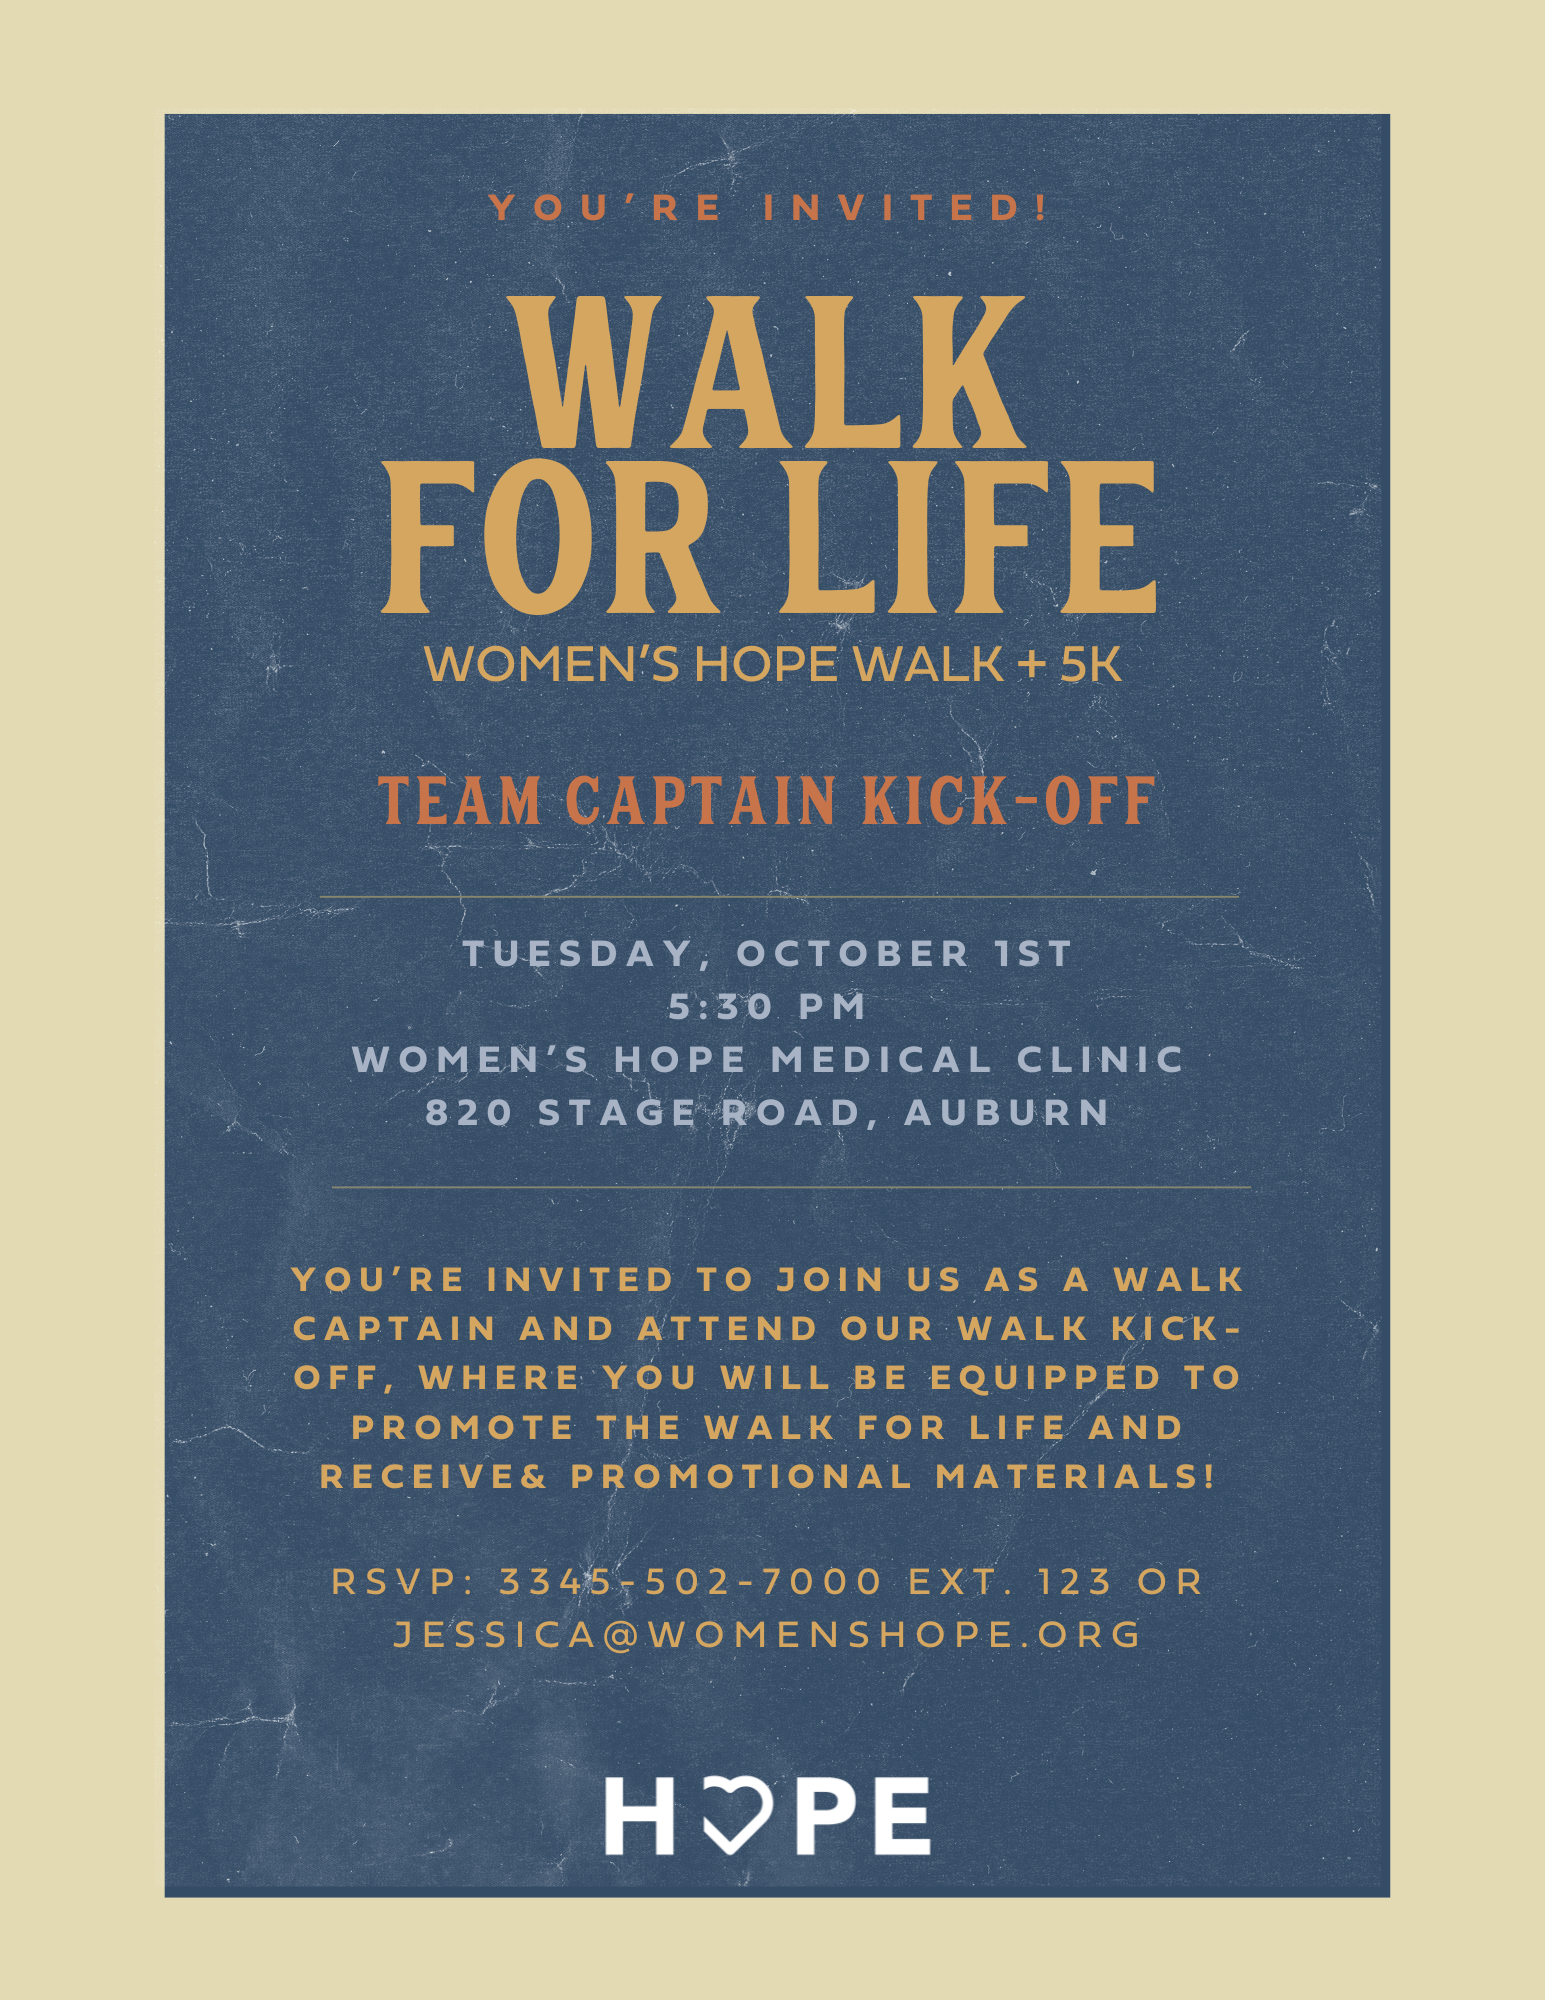 YOU'RE INVITED!
WALK
FOR LIFE
WOMEN'S HOPE WALK + 5K
TEAM CAPTAIN KICK-OFF
TUESDAY, OCTOBER 1ST
5:30 PM
WOMEN'S HOPE MEDICAL CLINIC
820 STAGE ROAD, AUBURN
YOU'RE INVITED TO JOIN US AS A WALK
CAPTAIN AND ATTEND OUR WALK KICK-
OFF, WHERE YOU WILL BE EQUIPPED TO
PROMOTE THE WALK FOR LIFE AND
RECEIVE& PROMOTIONAL MATERIALS!
RSVP: 3345-502-7000 EXT. 123 OR
JESSICA@WOMENSHOPE.ORG
HOPE